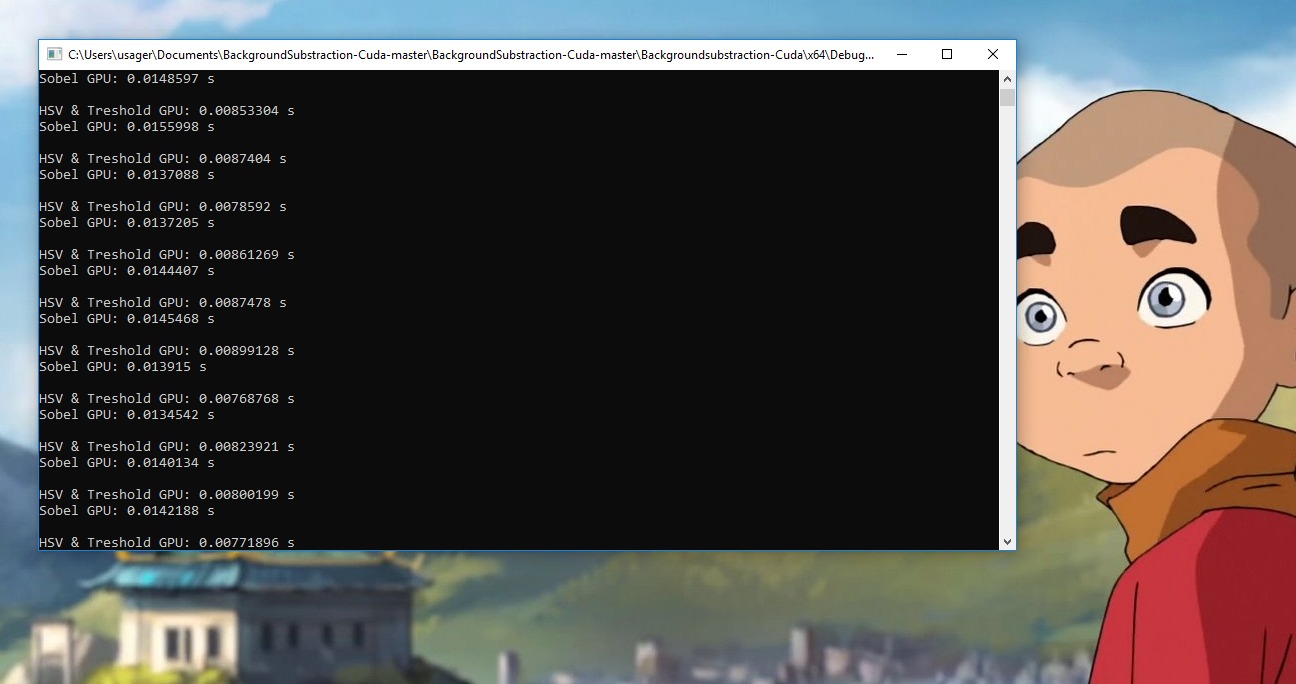 C:\Users\usager\Documents\BackgroundSubstraction-Cuda-master\BackgroundSubstraction-Cuda-master\Backgroundsubstraction-Cuda\x64\Debug...
Sobel GPU: 0.0148597 s
HSV & Treshold GPU: 0.00853304 s
Sobel GPU: 0.0155998 s
HSV & Treshold GPU: 0.0087404 s
Sobel GPU: 0.0137088 s
HSV & Treshold GPU: 0.0078592 s
Sobel GPU: 0.0137205 s
HSV & Treshold GPU: 0.00861269 s
Sobel GPU: 0.0144407 s
HSV & Treshold GPU: 0.0087478 s
Sobel GPU: 0.0145468 s
HSV & Treshold GPU: 0.00899128 s
Sobel GPU: 0.013915 s
HSV & Treshold GPU: 0.00768768 s
Sobel GPU: 0.0134542 s
HSV & Treshold GPU: 0.00823921 s
Sobel GPU: 0.0140134 s
HSV & Treshold GPU: 0.00800199 s
Sobel GPU: 0.0142188 s
HSV & Treshold GPU: 0.00771896 s